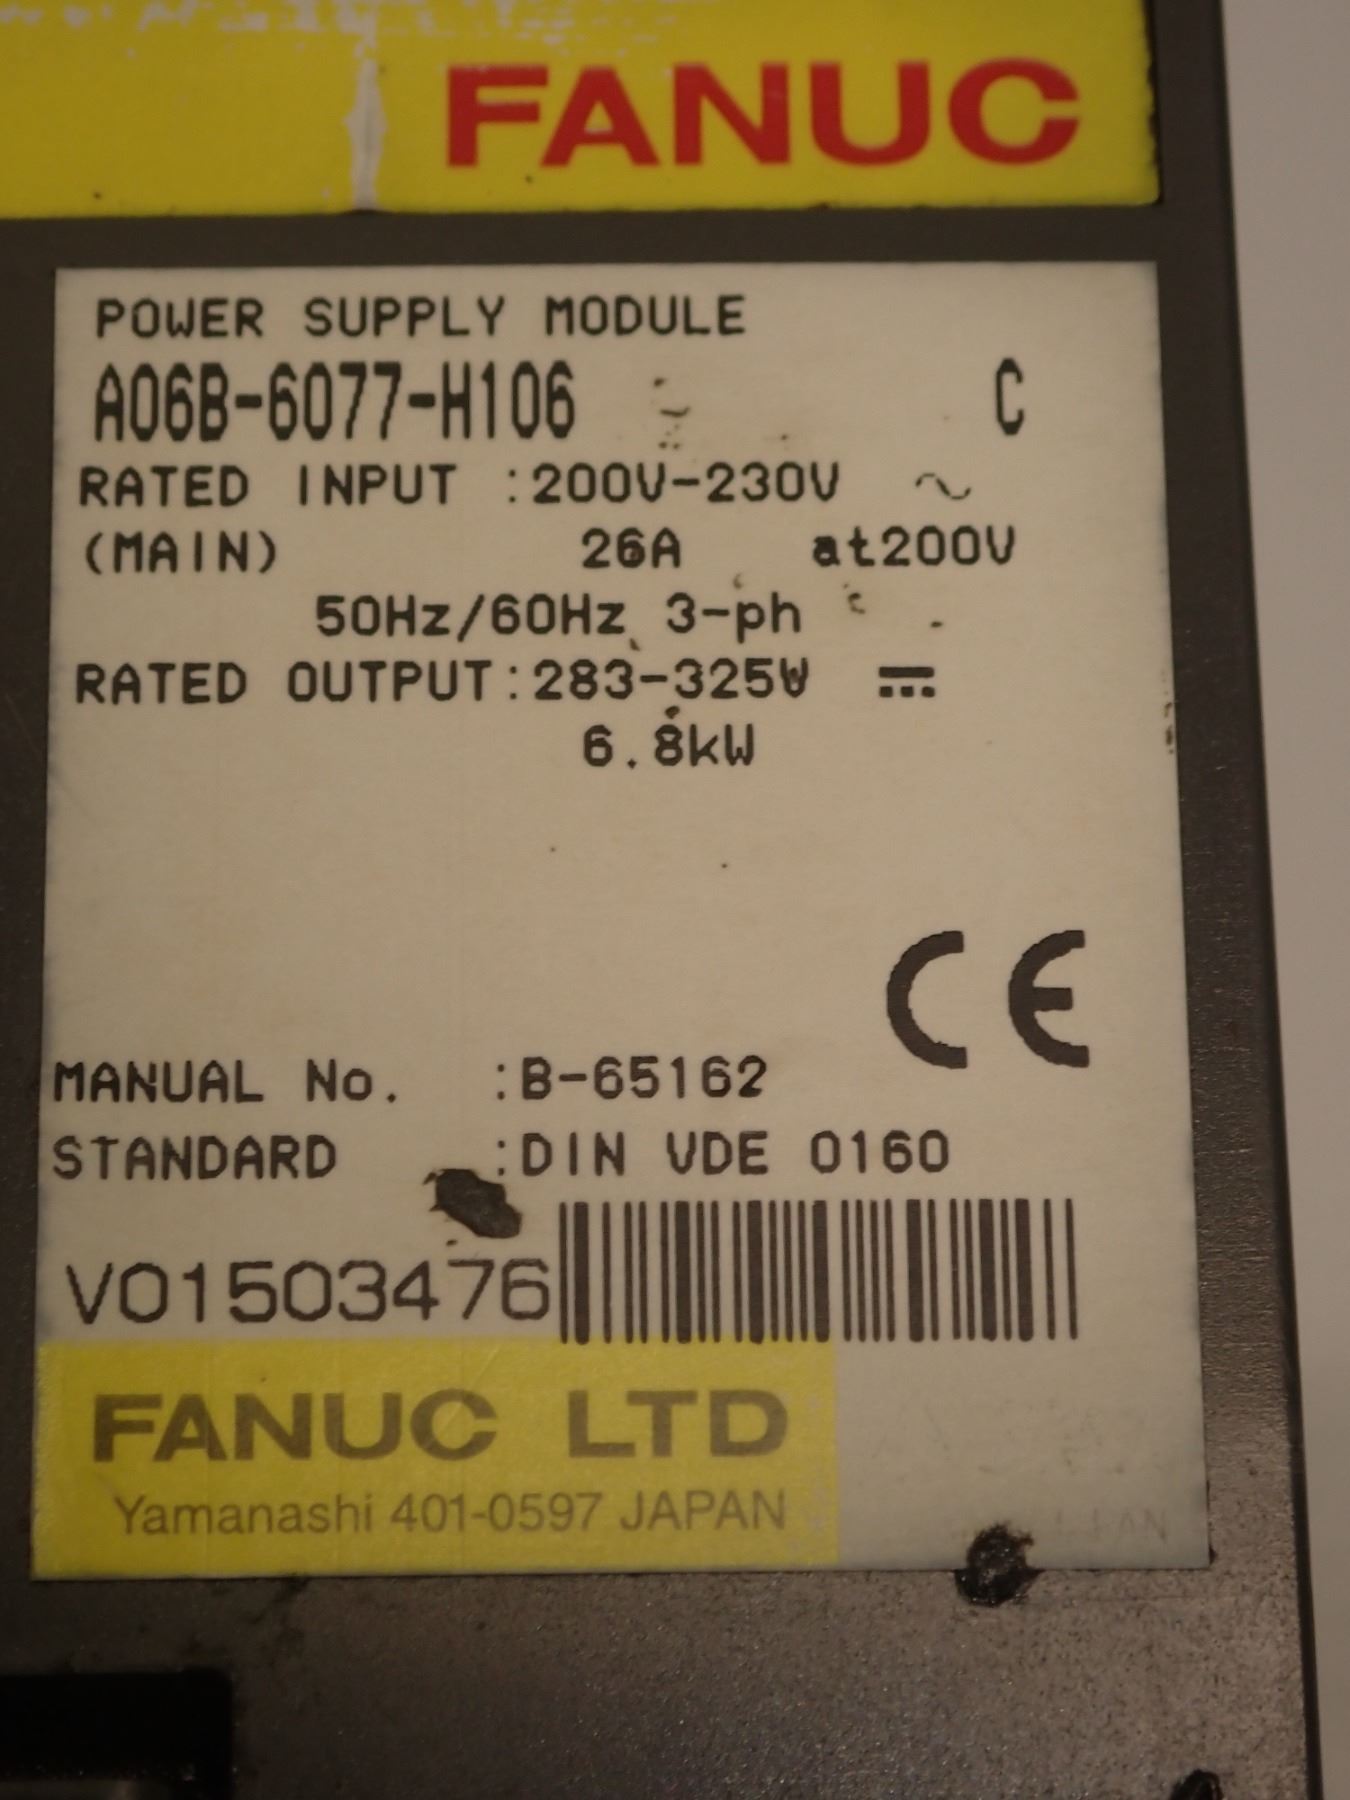 FANUC
POWER SUPPLY MODULE
A06B-6077-H106 C
RATED INPUT :200V-230V ∿
(MAIN) 26A at200V
50Hz/60Hz 3-ph
RATED OUTPUT:283-325V ⎓
6.8kW
CE
MANUAL No. :B-65162
STANDARD :DIN VDE 0160
V01503476
FANUC LTD
Yamanashi 401-0597 JAPAN